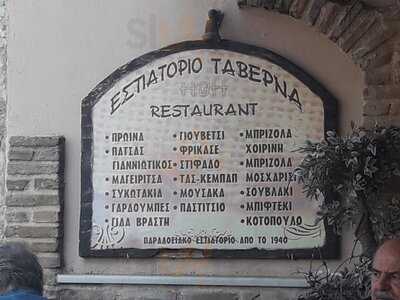 ΕΣΤΙΑΤΟΡΙΟ ΤΑΒΕΡΝΑ
RESTAURANT
• ΠΡΩΙΝΑ • ΓΙΟΥΒΕΤΣΙ • ΜΠΡΙΖΟΛΑ
• ΠΑΤΣΑΣ • ΦΡΙΚΑΣΕ ΧΟΙΡΙΝΗ
ΓΙΑΝΝΙΩΤΙΚΟΣ • ΣΤΙΦΑΔΟ • ΜΠΡΙΖΟΛΑ
• ΜΑΓΕΙΡΙΤΣΑ • ΤΑΣ-ΚΕΜΠΑΠ ΜΟΣΧΑΡΙΣ
• ΣΥΚΩΤΑΚΙΑ • ΜΟΥΣΑΚΑ • ΣΟΥΒΛΑΚΙ
• ΓΑΡΔΟΥΜΠΕΣ • ΠΑΣΤΙΤΣΙΟ • ΜΠΙΦΤΕΚΙ
• ΓΙΔΑ ΒΡΑΣΤΗ • ΚΟΤΟΠΟΥΛΟ
ΠΑΡΑΔΟΣΙΑΚΟ ΕΣΤΙΑΤΟΡΙΟ ΑΠΟ ΤΟ 1940